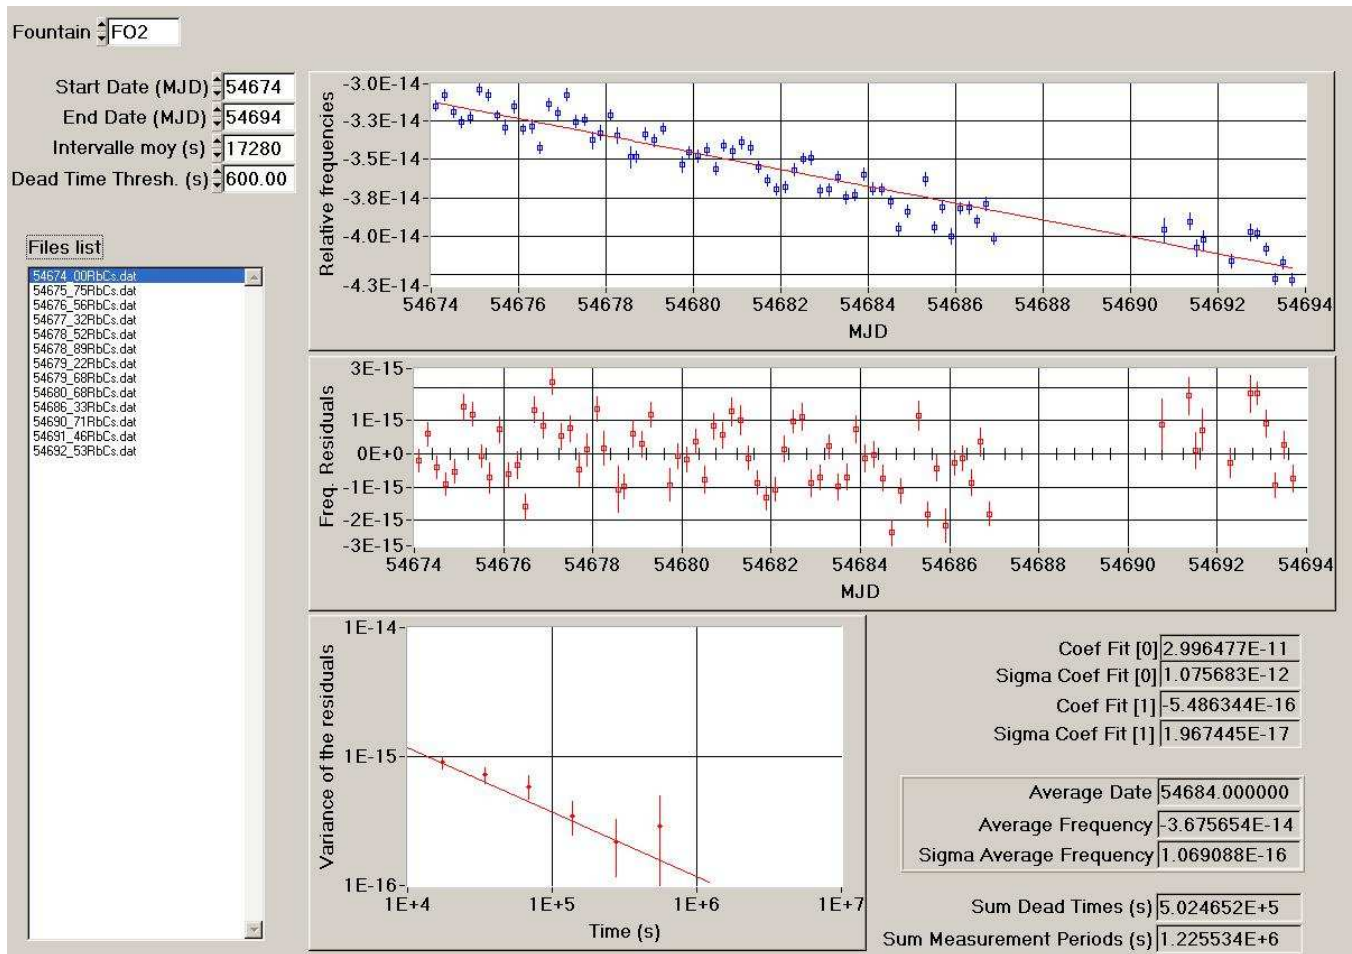 Fountain FO2
Start Date (MJD) 54674
End Date (MJD) 54694
Intervalle moy (s) 17280
Dead Time Thresh. (s) 600.00
Files list
54674_00RbCs.dat
54675_75RbCs.dat
54676_56RbCs.dat
54677_32RbCs.dat
54678_52RbCs.dat
54678_89RbCs.dat
54679_22RbCs.dat
54679_68RbCs.dat
54680_68RbCs.dat
54686_33RbCs.dat
54690_71RbCs.dat
54691_46RbCs.dat
54692_53RbCs.dat
Relative frequencies
-3.0E-14
-3.3E-14
-3.5E-14
-3.8E-14
-4.0E-14
-4.3E-14
54674 54676 54678 54680 54682 54684 54686 54688 54690 54692 54694
MJD
Freq. Residuals
3E-15
1E-15
0E+0
-1E-15
-2E-15
-3E-15
54674 54676 54678 54680 54682 54684 54686 54688 54690 54692 54694
MJD
Variance of the residuals
1E-14
1E-15
1E-16
1E+4 1E+5 1E+6 1E+7
Time (s)
Coef Fit [0] 2.996477E-11
Sigma Coef Fit [0] 1.075683E-12
Coef Fit [1] -5.486344E-16
Sigma Coef Fit [1] 1.967445E-17
Average Date 54684.000000
Average Frequency -3.675654E-14
Sigma Average Frequency 1.069088E-16
Sum Dead Times (s) 5.024652E+5
Sum Measurement Periods (s) 1.225534E+6